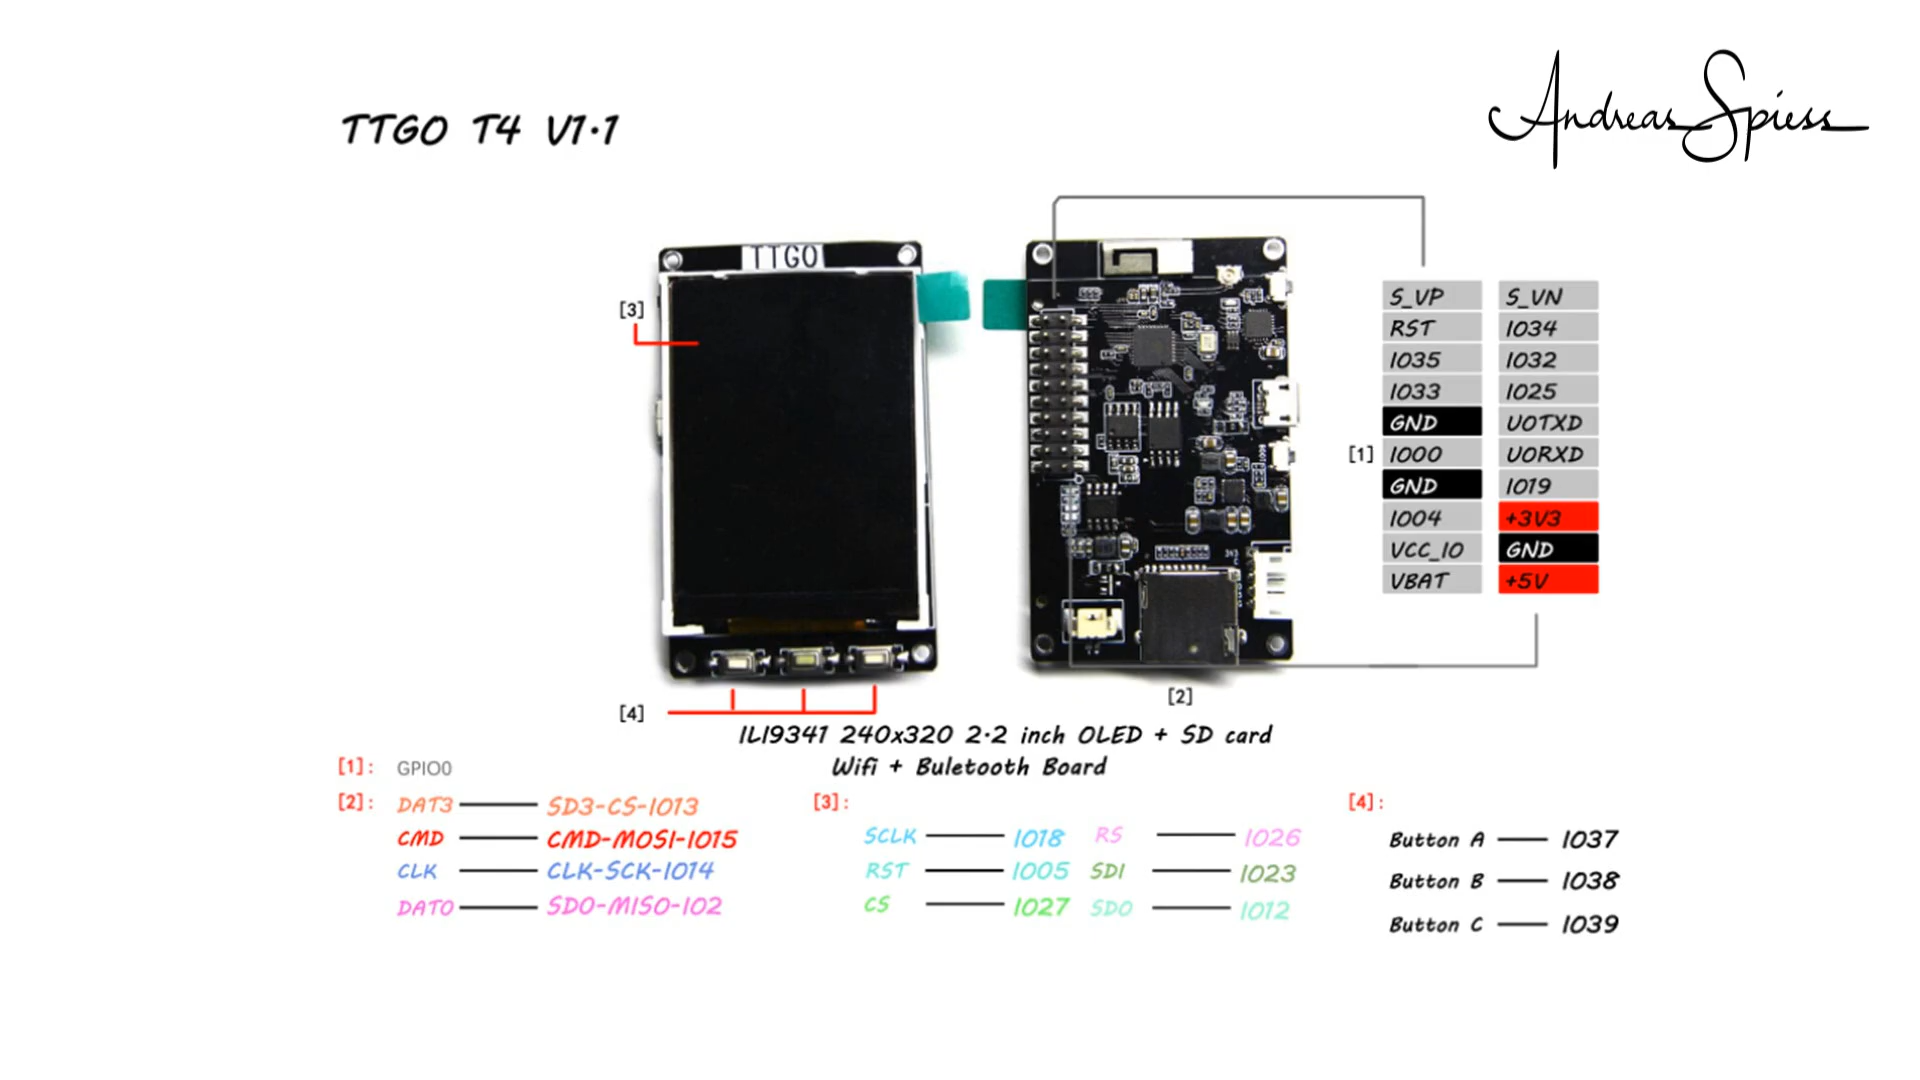 Andreas Spiess
TTGO T4 V1.1
TTGO
[3]
S_VP S_VN
RST IO34
IO35 IO32
IO33 IO25
GND UOTXD
[1] IO00 UORXD
GND IO19
IO04 +3V3
VCC_IO GND
VBAT +5V
[2]
[4]
ILI9341 240x320 2.2 inch OLED + SD card
Wifi + Buletooth Board
[1]: GPIO0
[2]: DAT3 SD3-CS-IO13
CMD CMD-MOSI-IO15
CLK CLK-SCK-IO14
DAT0 SD0-MISO-IO2
[3]:
SCLK IO18 RS IO26
RST IO05 SDI IO23
CS IO27 SDO IO12
[4]:
Button A IO37
Button B IO38
Button C IO39